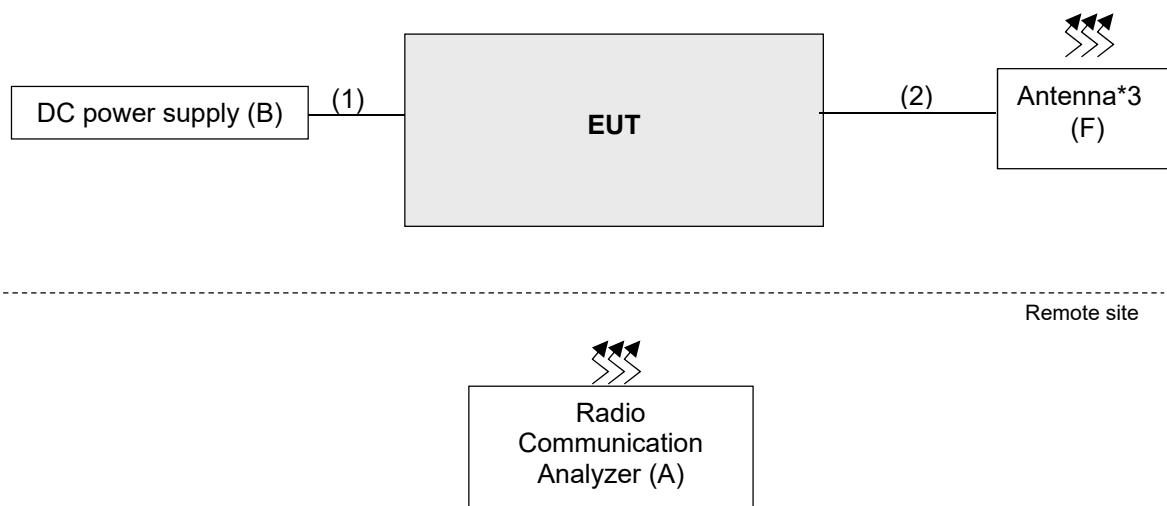 DC power supply (B)
(1)
EUT
(2)
Antenna*3
(F)
Remote site
Radio
Communication
Analyzer (A)